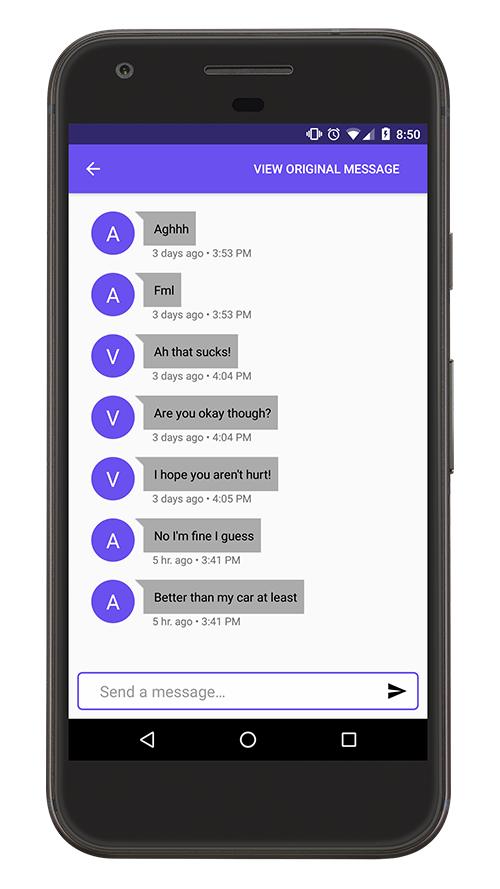 8:50
VIEW ORIGINAL MESSAGE
A
Aghhh
3 days ago • 3:53 PM
A
Fml
3 days ago • 3:53 PM
V
Ah that sucks!
3 days ago • 4:04 PM
V
Are you okay though?
3 days ago • 4:04 PM
V
I hope you aren't hurt!
3 days ago • 4:05 PM
A
No I'm fine I guess
5 hr. ago • 3:41 PM
A
Better than my car at least
5 hr. ago • 3:41 PM
Send a message...